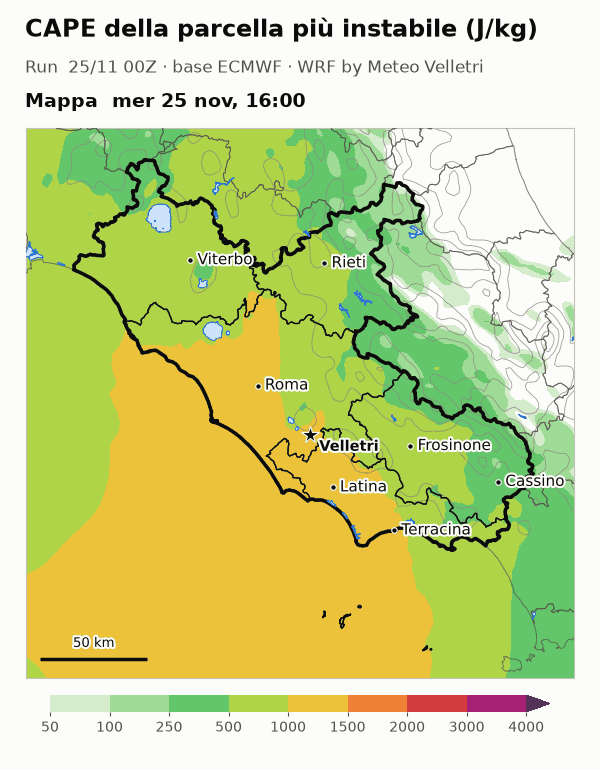 CAPE della parcella più instabile (J/kg)
Run 25/11 00Z · base ECMWF · WRF by Meteo Velletri
Mappa mer 25 nov, 16:00
Viterbo
Rieti
Roma
Velletri
Frosinone
Cassino
Latina
Terracina
50 km
50 100 250 500 1000 1500 2000 3000 4000